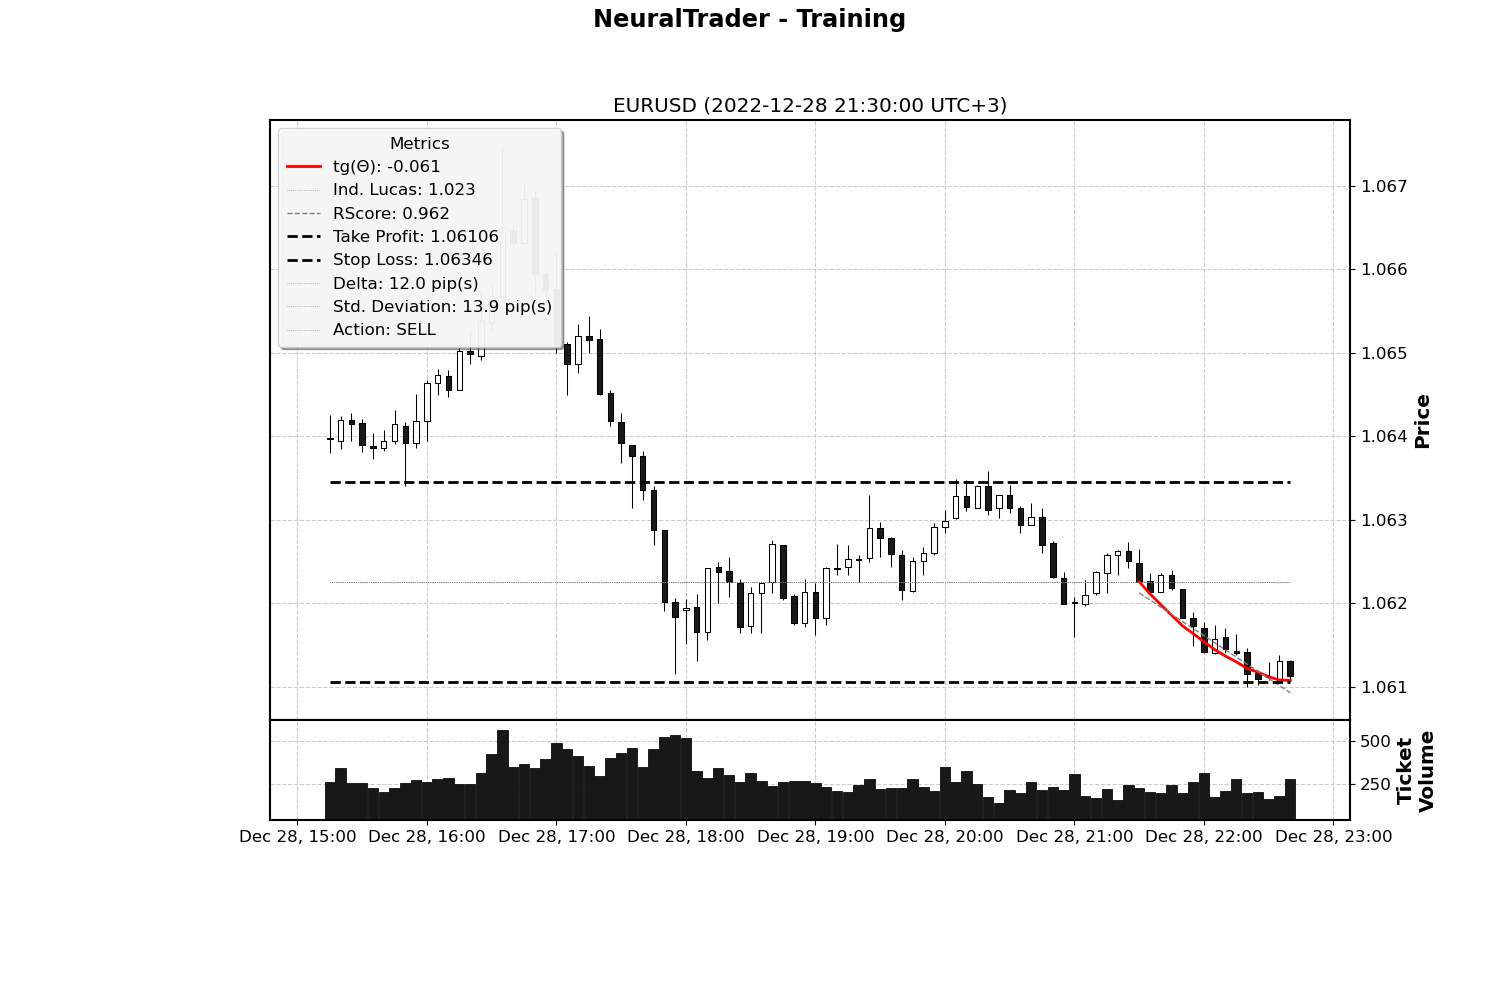 NeuralTrader - Training
EURUSD (2022-12-28 21:30:00 UTC+3)
Metrics
tg(Θ): -0.061
Ind. Lucas: 1.023
RScore: 0.962
Take Profit: 1.06106
Stop Loss: 1.06346
Delta: 12.0 pip(s)
Std. Deviation: 13.9 pip(s)
Action: SELL
1.067
1.066
1.065
1.064
1.063
1.062
1.061
Price
500
250
Ticket
Volume
Dec 28, 15:00 Dec 28, 16:00 Dec 28, 17:00 Dec 28, 18:00 Dec 28, 19:00 Dec 28, 20:00 Dec 28, 21:00 Dec 28, 22:00 Dec 28, 23:00